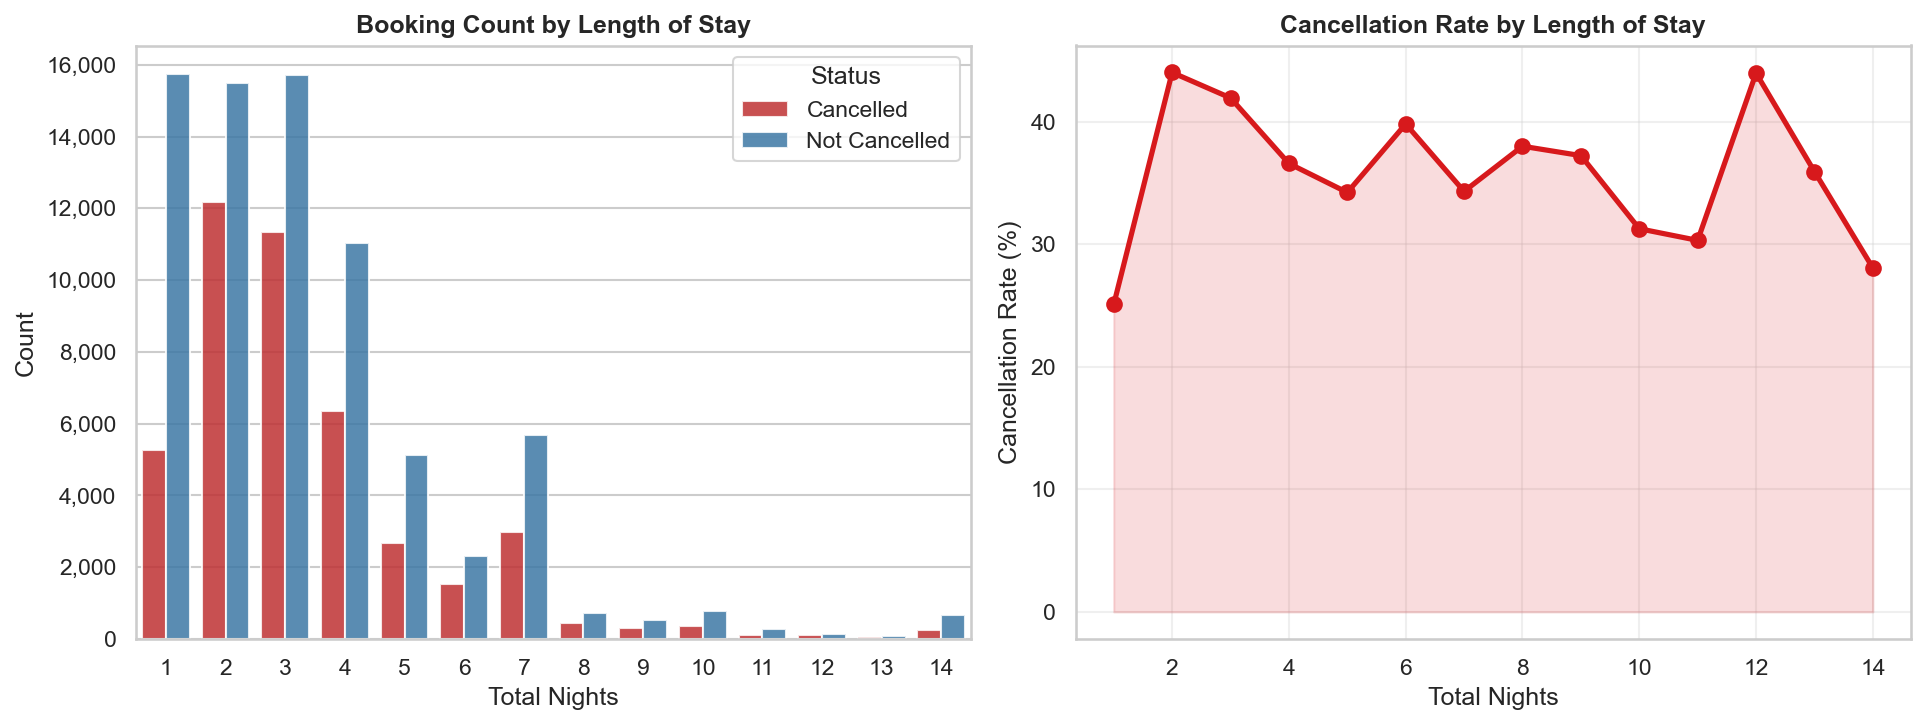 Booking Count by Length of Stay
16,000
14,000
12,000
10,000
8,000
6,000
4,000
2,000
0
Count
Status
Cancelled
Not Cancelled
1 2 3 4 5 6 7 8 9 10 11 12 13 14
Total Nights
Cancellation Rate by Length of Stay
40
30
20
10
0
Cancellation Rate (%)
2 4 6 8 10 12 14
Total Nights